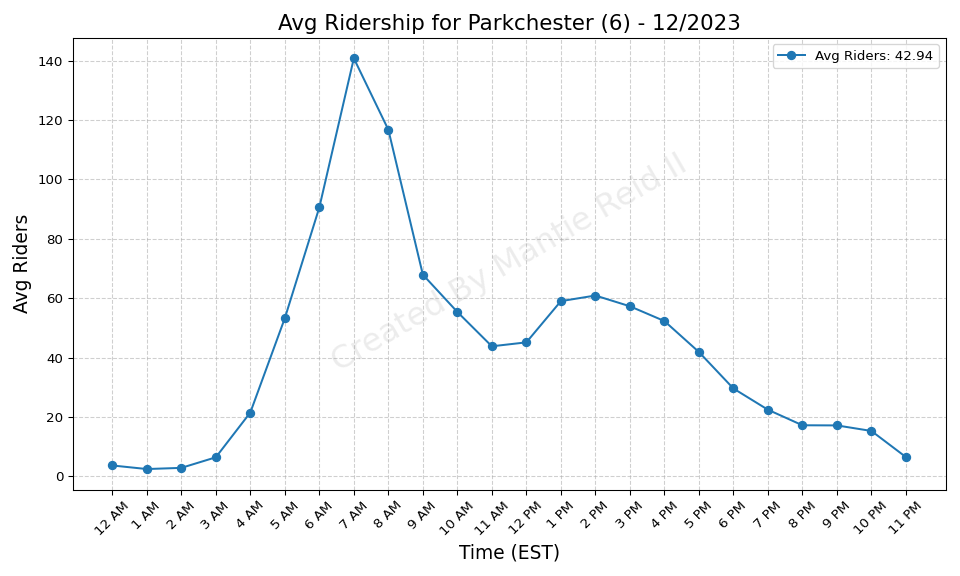 Avg Ridership for Parkchester (6) - 12/2023
Avg Riders: 42.94
Avg Riders
140
120
100
80
60
40
20
0
Created By Mantie Reid II
12 AM
1 AM
2 AM
3 AM
4 AM
5 AM
6 AM
7 AM
8 AM
9 AM
10 AM
11 AM
12 PM
1 PM
2 PM
3 PM
4 PM
5 PM
6 PM
7 PM
8 PM
9 PM
10 PM
11 PM
Time (EST)